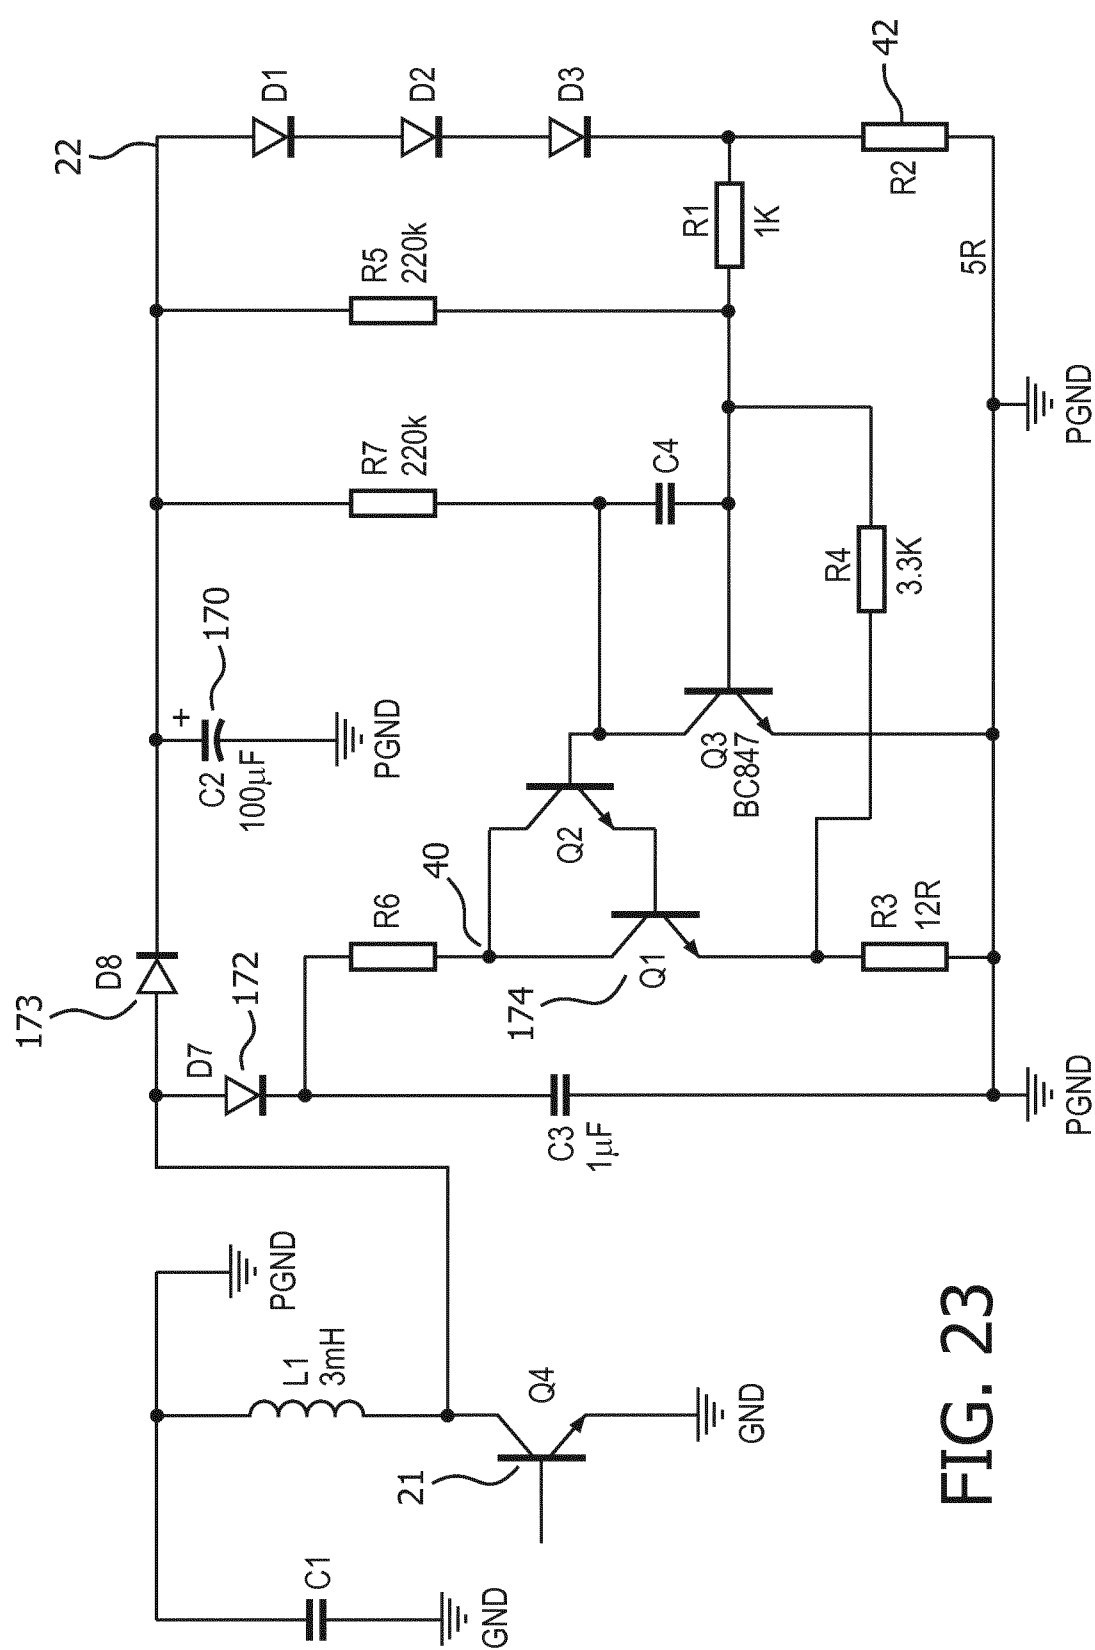 22
D1
D2
D3
42
R2
5R
R1
1K
R5
220k
R7
220k
C4
R4
3.3K
PGND
+
170
C2
100µF
PGND
Q3
BC847
Q2
40
R6
Q1
174
R3
12R
D8
173
172
D7
C3
1µF
PGND
PGND
L1
3mH
Q4
21
GND
C1
GND
FIG. 23